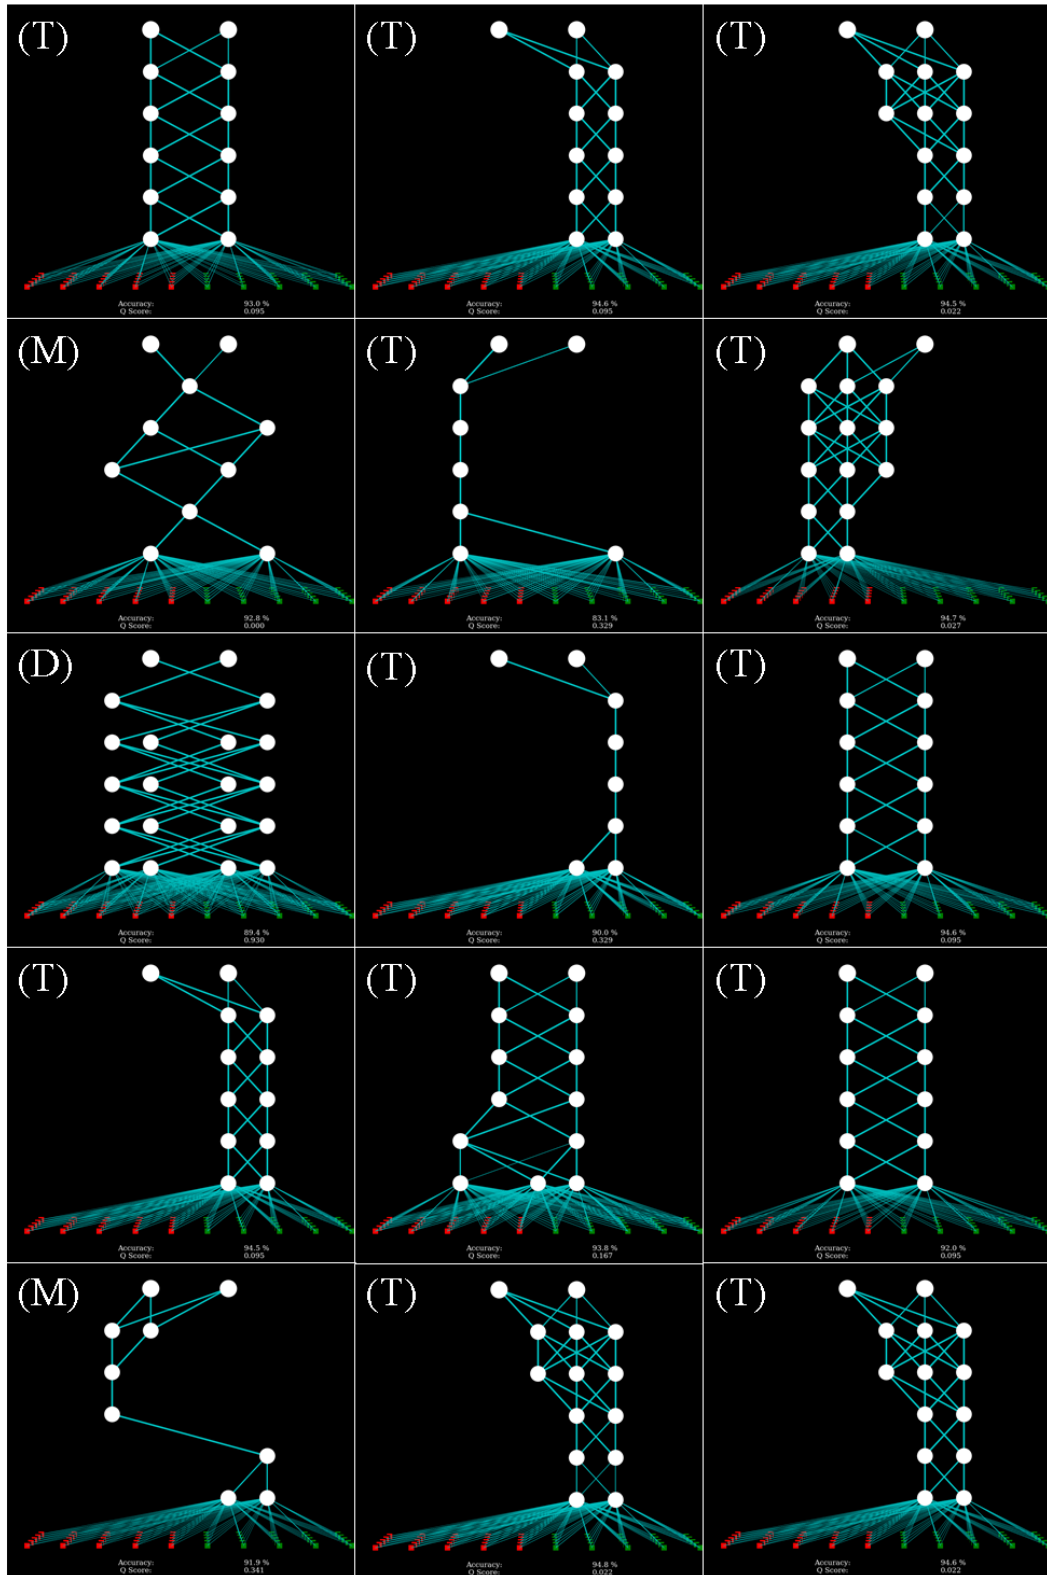 (T) (T) (T)
Accuracy: 93.0 % Accuracy: 94.6 % Accuracy: 94.5 %
Q Score: 0.095 Q Score: 0.095 Q Score: 0.022
(M) (T) (T)
Accuracy: 92.8 % Accuracy: 83.1 % Accuracy: 94.7 %
Q Score: 0.000 Q Score: 0.329 Q Score: 0.027
(D) (T) (T)
Accuracy: 89.4 % Accuracy: 90.0 % Accuracy: 94.6 %
Q Score: 0.930 Q Score: 0.329 Q Score: 0.095
(T) (T) (T)
Accuracy: 94.5 % Accuracy: 93.8 % Accuracy: 92.0 %
Q Score: 0.095 Q Score: 0.167 Q Score: 0.095
(M) (T) (T)
Accuracy: 91.9 % Accuracy: 94.8 % Accuracy: 94.6 %
Q Score: 0.341 Q Score: 0.022 Q Score: 0.022